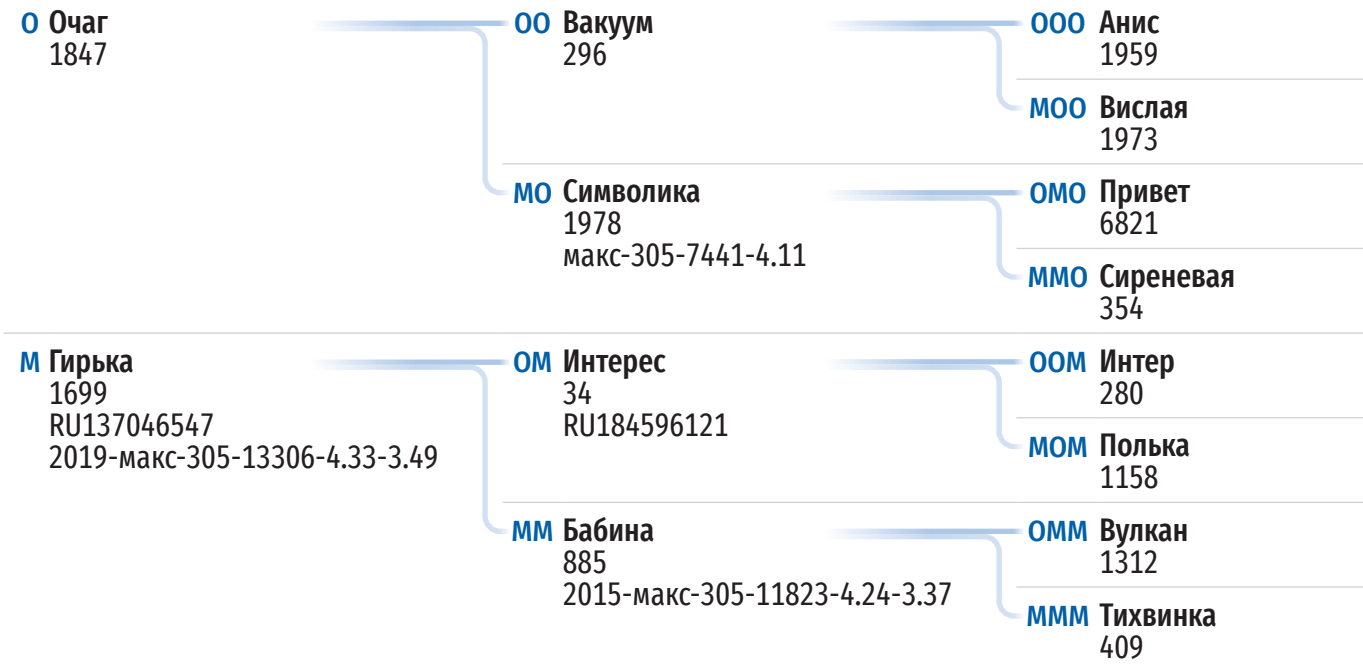 О Очаг
1847
ОО Вакуум
296
ООО Анис
1959
МОО Вислая
1973
МО Символика
1978
макс-305-7441-4.11
ОМО Привет
6821
ММО Сиреневая
354
М Гирька
1699
RU137046547
2019-макс-305-13306-4.33-3.49
ОМ Интерес
34
RU184596121
ООМ Интер
280
МОМ Полька
1158
ММ Бабина
885
2015-макс-305-11823-4.24-3.37
ОММ Вулкан
1312
МММ Тихвинка
409